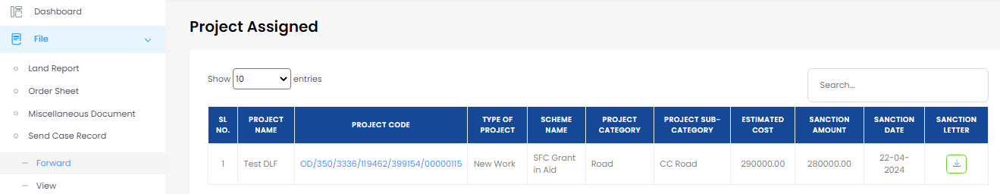 Dashboard
File
Land Report
Order Sheet
Miscellaneous Document
Send Case Record
Forward
View
Project Assigned
Show 10 entries
Search...
SL NO. PROJECT NAME PROJECT CODE TYPE OF PROJECT SCHEME NAME PROJECT CATEGORY PROJECT SUB-CATEGORY ESTIMATED COST SANCTION AMOUNT SANCTION DATE SANCTION LETTER
1 Test DLF OD/350/3336/119462/399154/00000115 New Work SFC Grant in Aid Road CC Road 290000.00 280000.00 22-04-2024